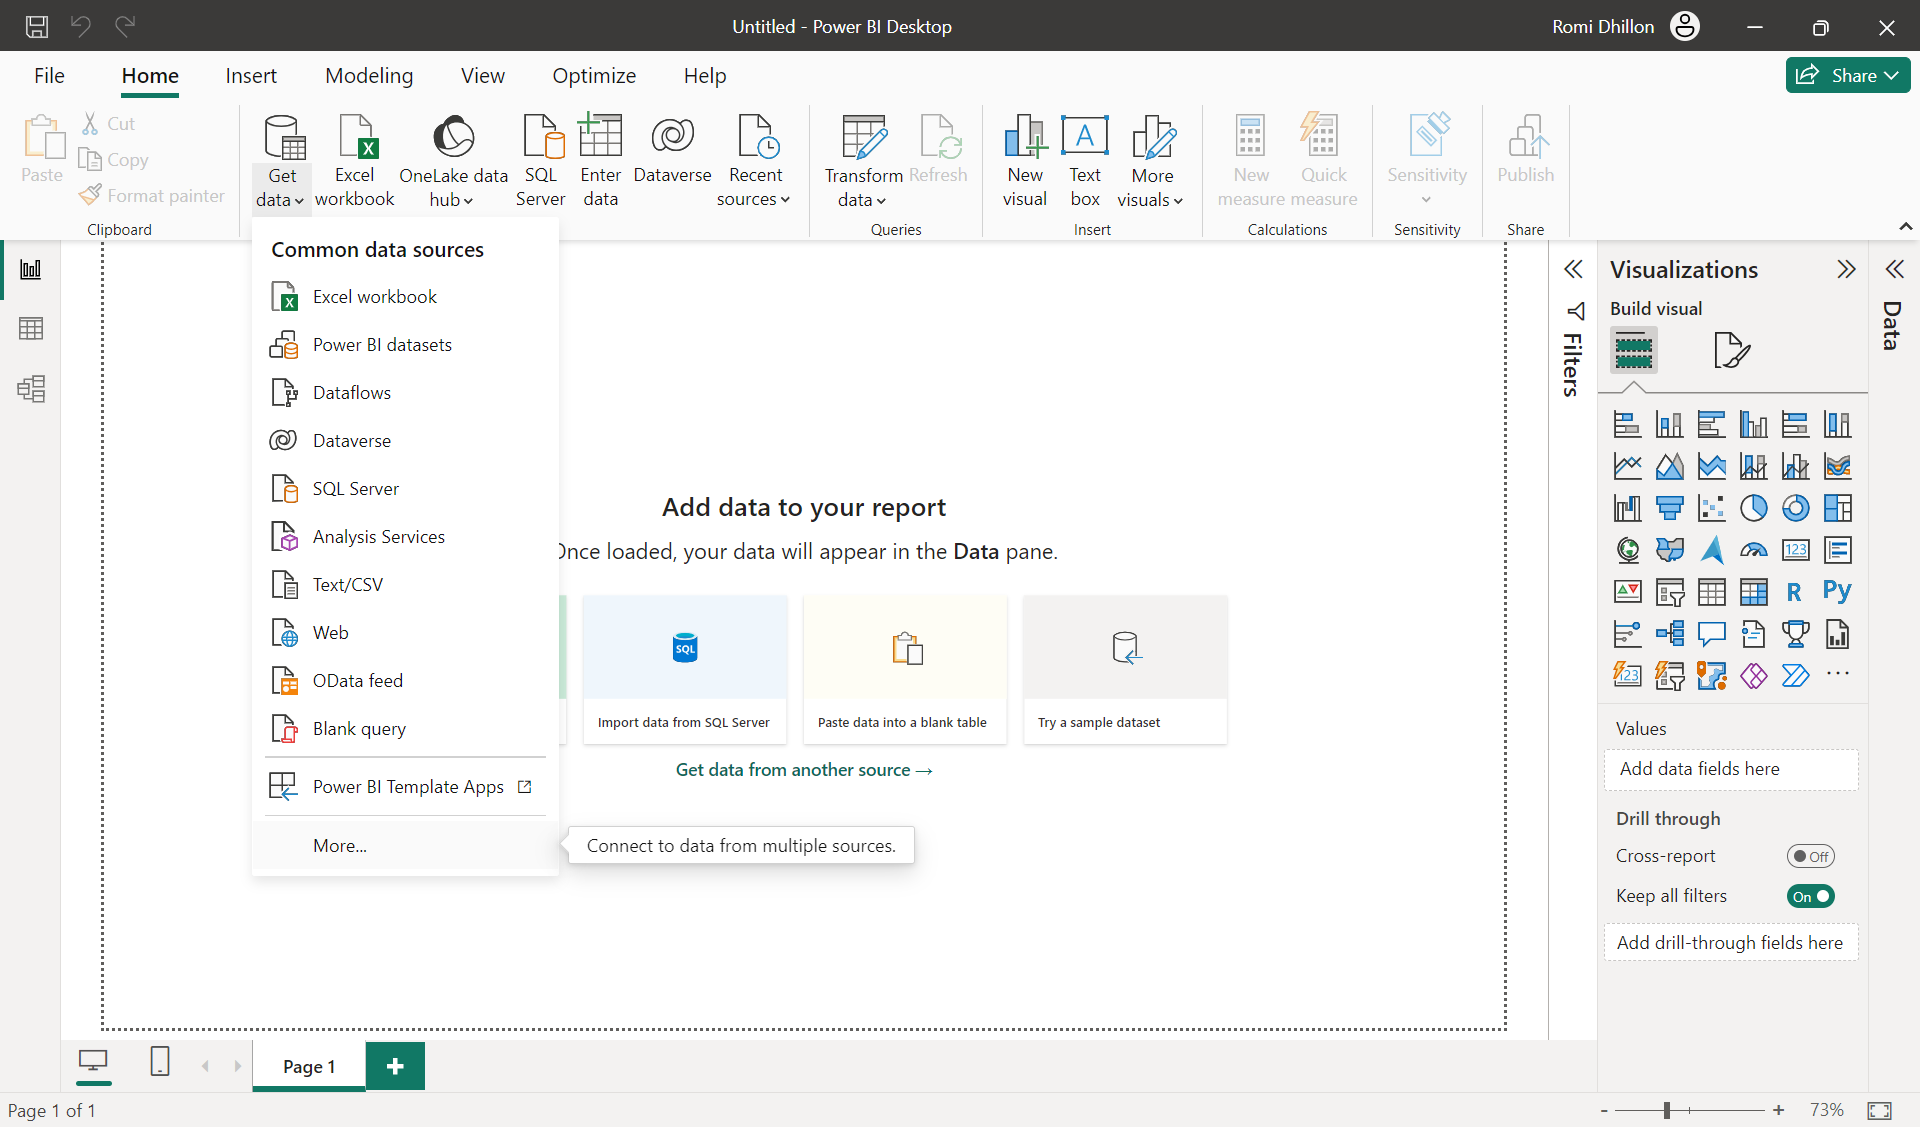 Untitled - Power BI Desktop
Romi Dhillon
File
Home
Insert
Modeling
View
Optimize
Help
Share
Paste
Cut
Copy
Format painter
Clipboard
Get
data
Excel
workbook
OneLake data
hub
SQL
Server
Enter
data
Dataverse
Recent
sources
Transform
data
Refresh
Queries
New
visual
A
Text
box
More
visuals
Insert
New
measure
Quick
measure
Calculations
Sensitivity
Sensitivity
Publish
Share
Common data sources
Excel workbook
Power BI datasets
Dataflows
Dataverse
SQL Server
Analysis Services
Text/CSV
Web
OData feed
Blank query
Power BI Template Apps
More...
Connect to data from multiple sources.
Add data to your report
Once loaded, your data will appear in the Data pane.
SQL
Import data from SQL Server
Paste data into a blank table
Try a sample dataset
Get data from another source →
Filters
Visualizations
Build visual
123
R
Py
123
Values
Add data fields here
Drill through
Cross-report
Off
Keep all filters
On
Add drill-through fields here
Data
Page 1
+
Page 1 of 1
-
+
73%